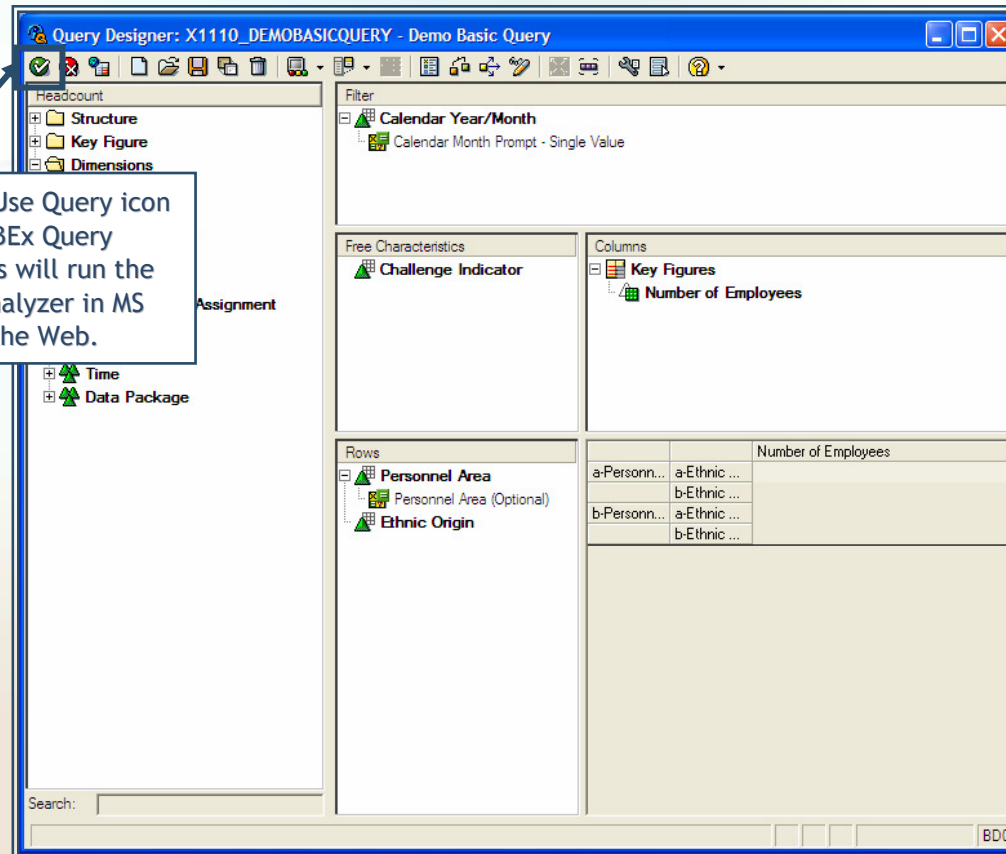 Query Designer: X1110_DEMOBASICQUERY - Demo Basic Query
Headcount
Structure
Key Figure
Dimensions
Use Query icon
BEx Query
s will run the
nalyzer in MS
the Web.
Assignment
Time
Data Package
Search:
Filter
Calendar Year/Month
Calendar Month Prompt - Single Value
Free Characteristics
Challenge Indicator
Columns
Key Figures
Number of Employees
Rows
Personnel Area
Personnel Area (Optional)
Ethnic Origin
Number of Employees
a-Personn... a-Ethnic ...
b-Ethnic ...
b-Personn... a-Ethnic ...
b-Ethnic ...